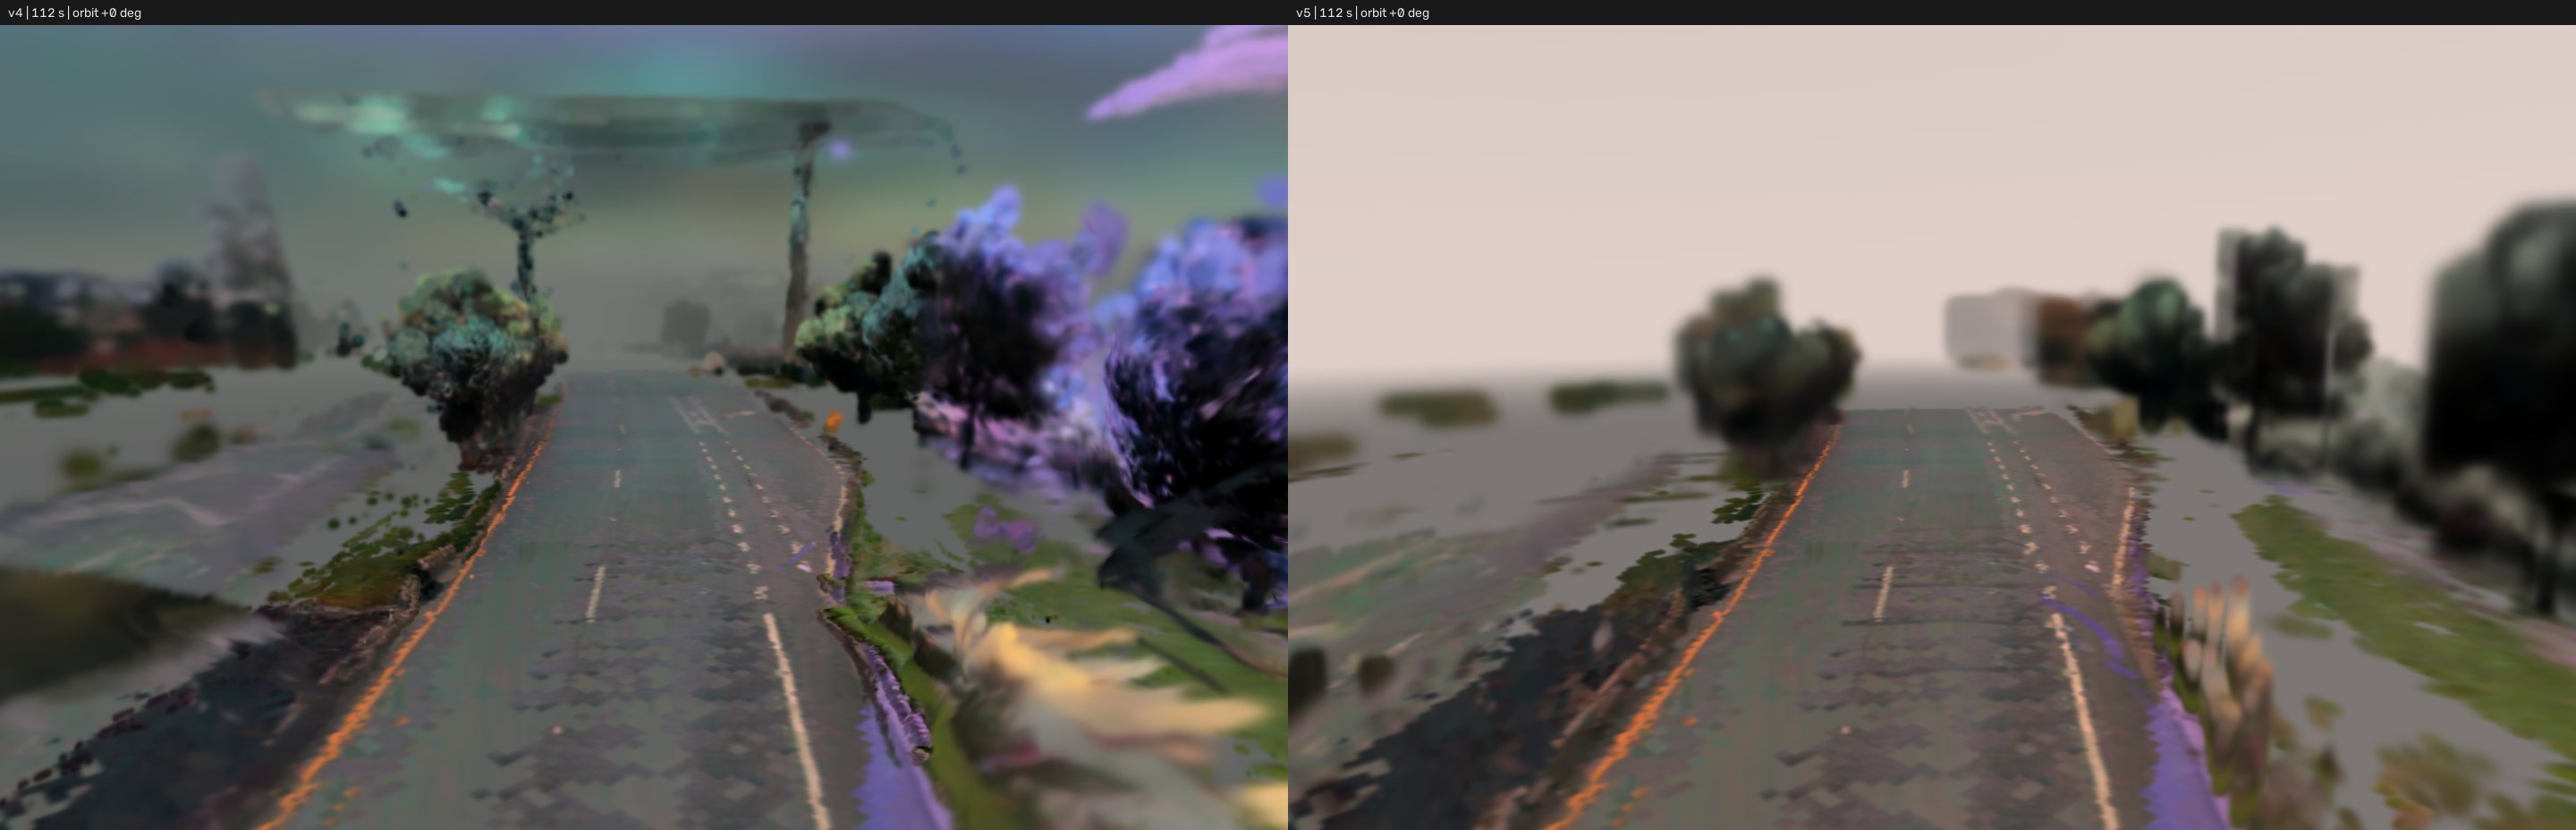 v4 | 112 s | orbit +0 deg
v5 | 112 s | orbit +0 deg